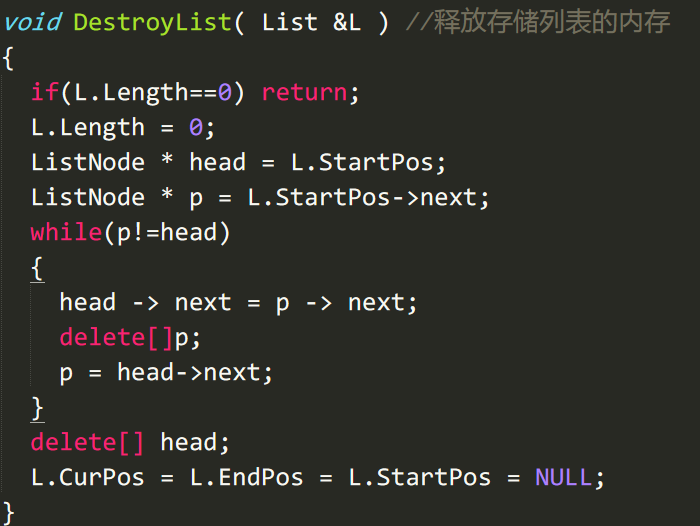 void DestroyList( List &L ) //释放存储列表的内存
{
if(L.Length==0) return;
L.Length = 0;
ListNode * head = L.StartPos;
ListNode * p = L.StartPos->next;
while(p!=head)
{
head -> next = p -> next;
delete[]p;
p = head->next;
}
delete[] head;
L.CurPos = L.EndPos = L.StartPos = NULL;
}